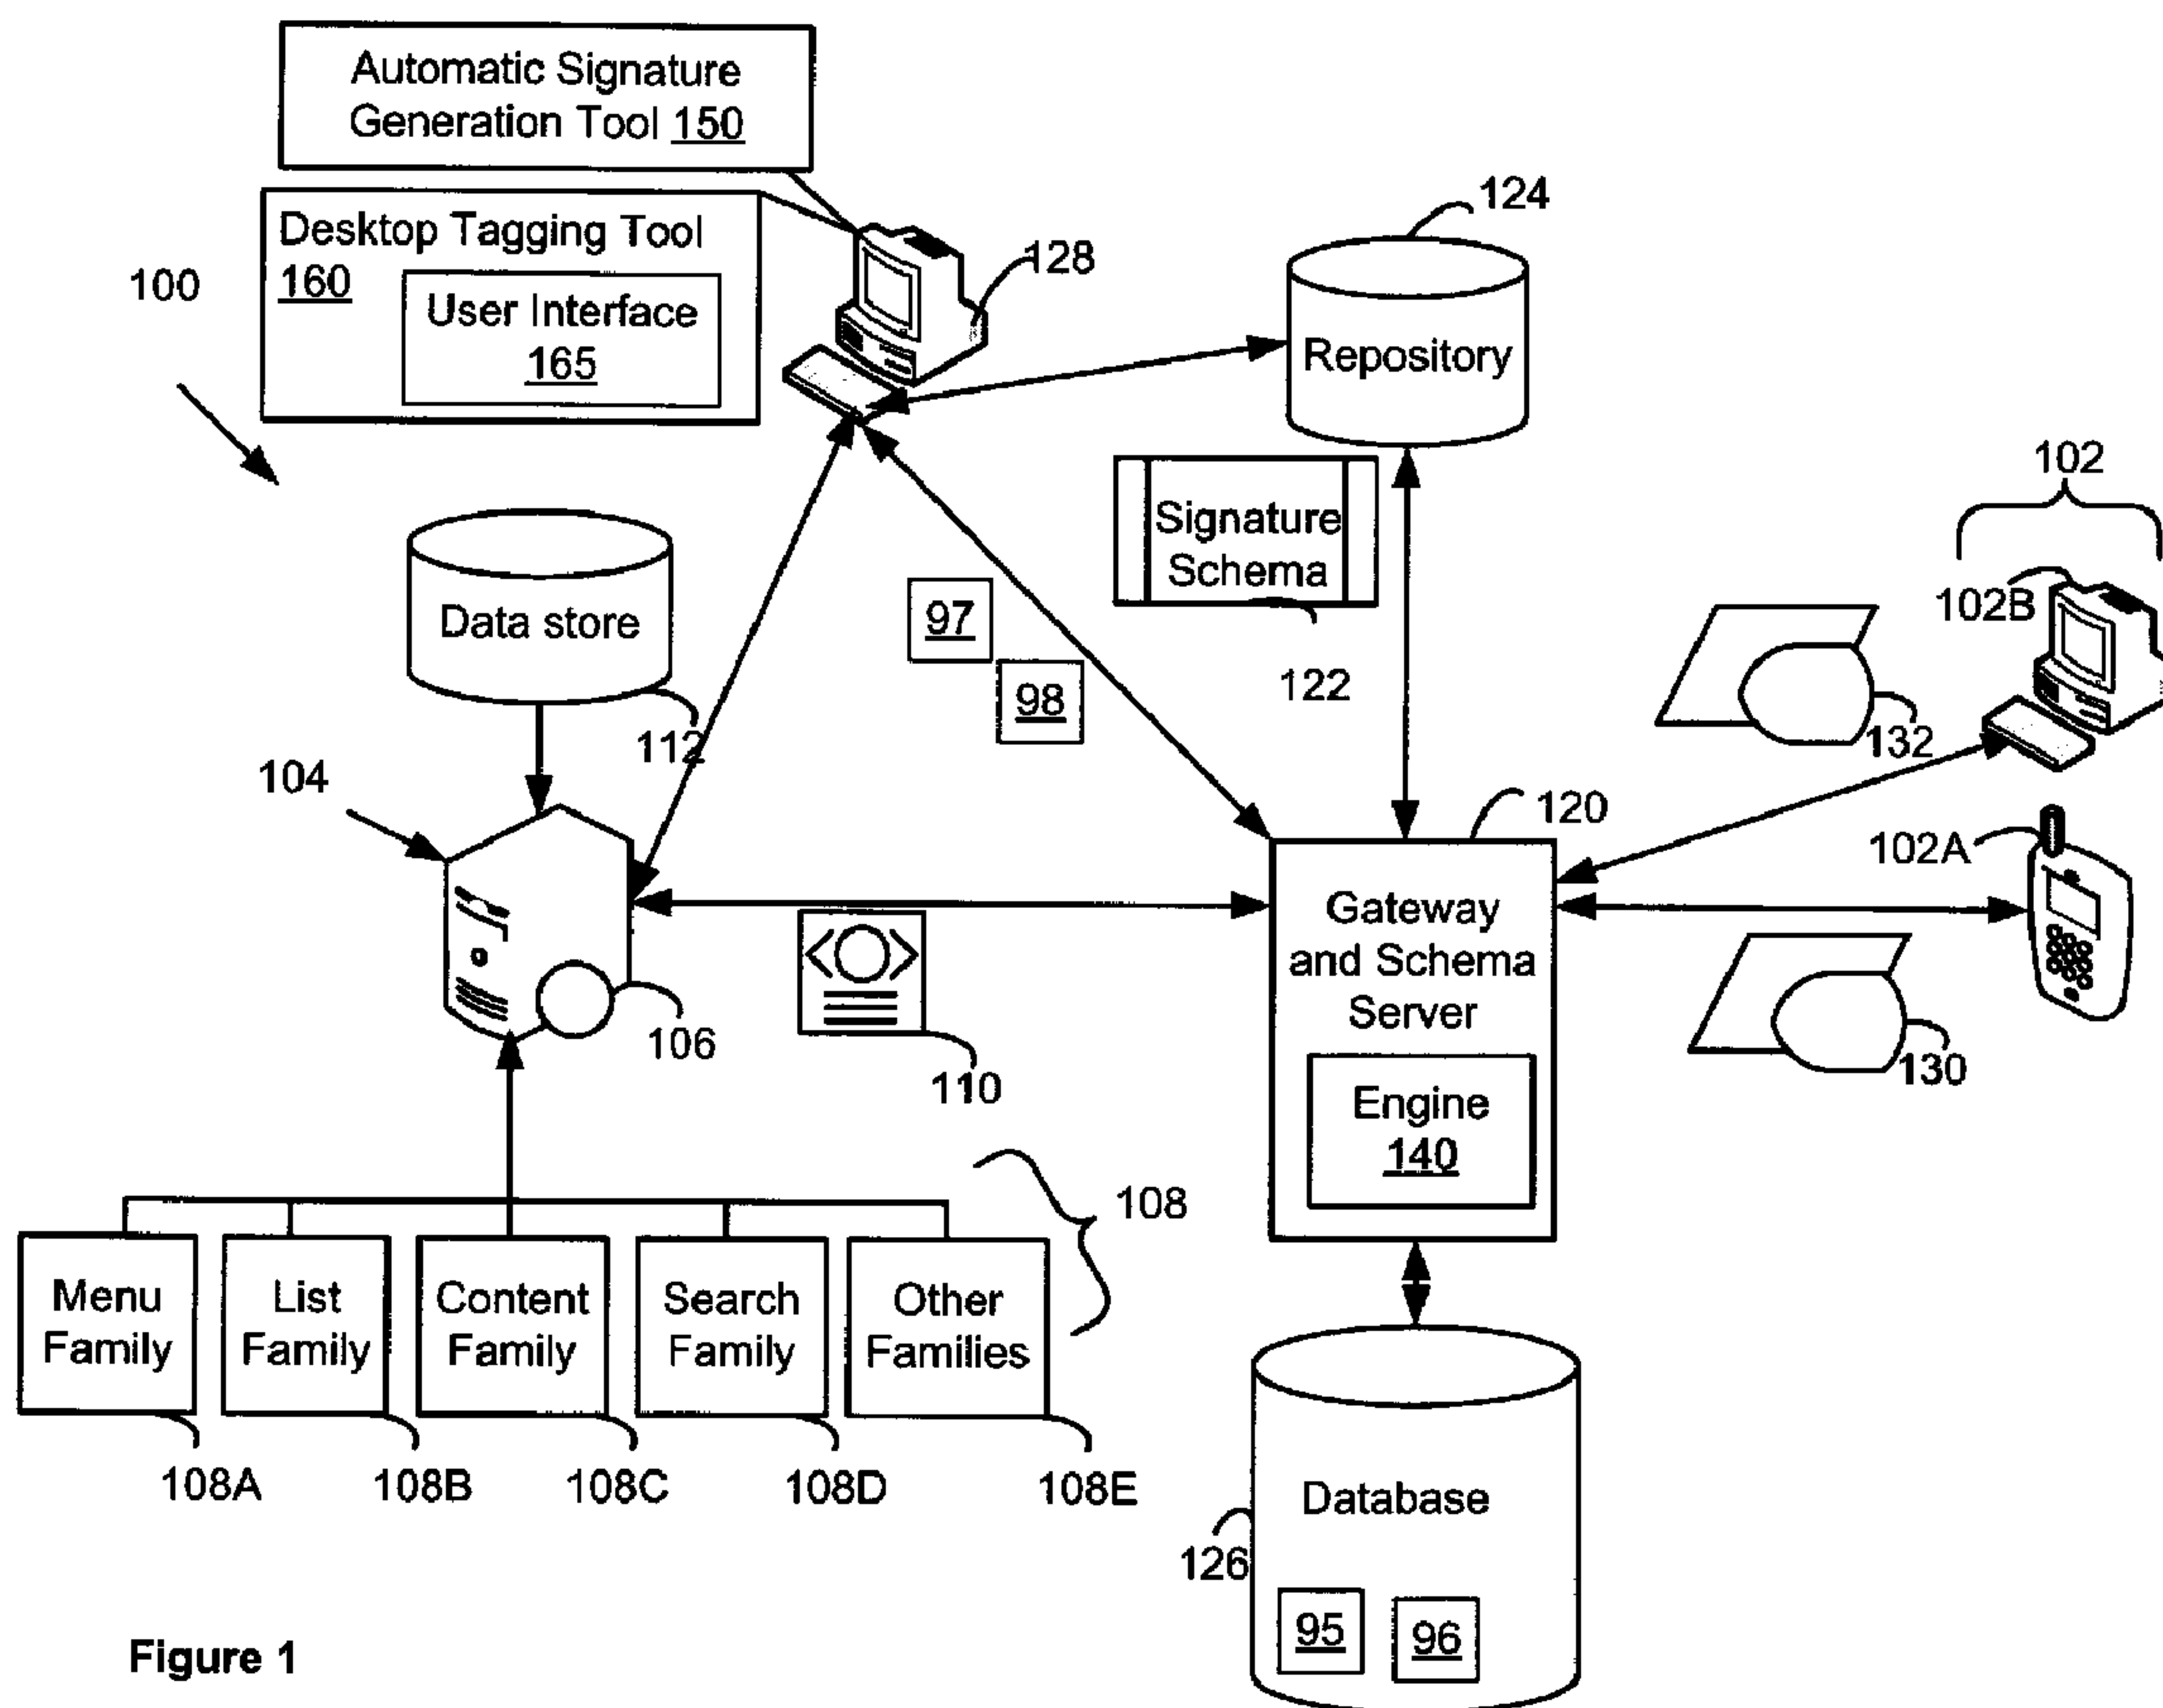 Automatic Signature
Generation Tool 150
Desktop Tagging Tool
160
User Interface
165
100
128
124
Repository
102
102B
Signature
Schema
122
Data store
112
97
98
132
104
120
102A
Gateway
and Schema
Server
Engine
140
106
110
130
108
Menu
Family
List
Family
Content
Family
Search
Family
Other
Families
108A
108B
108C
108D
108E
Database
126
95
96
Figure 1